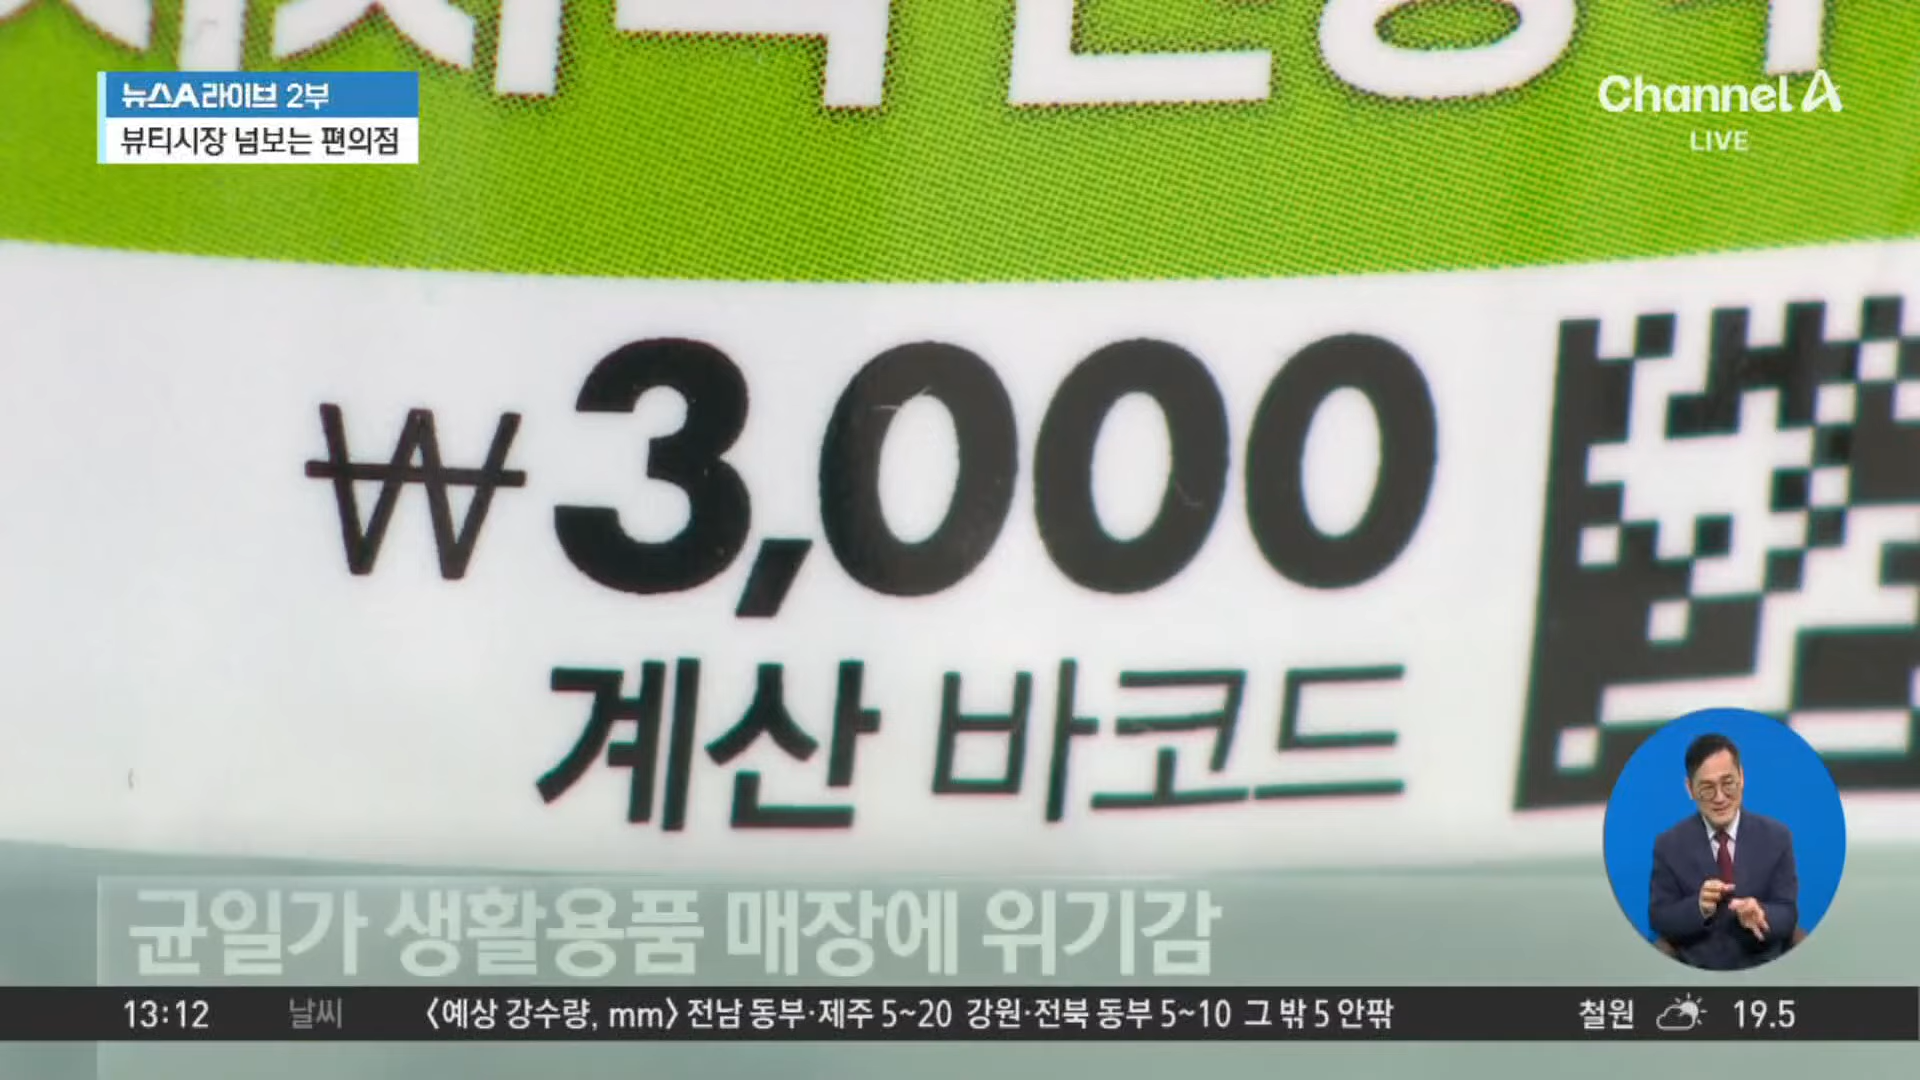 뉴스A 라이브 2부
뷰티시장 넘보는 편의점
Channel A
LIVE
₩3,000
계산 바코드
균일가 생활용품 매장에 위기감
13:12 날씨 〈예상 강수량, mm〉 전남 동부·제주 5~20 강원·전북 동부 5~10 그 밖 5 안팎 철원 19.5